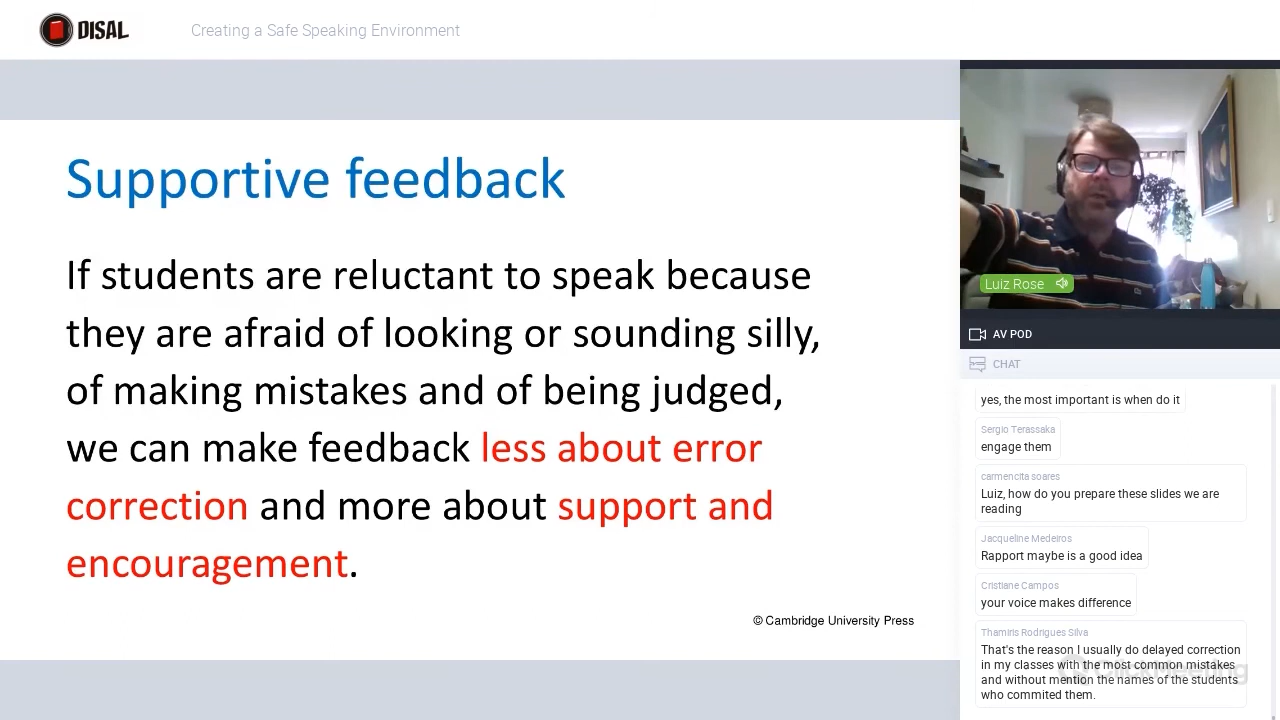 DISAL
Creating a Safe Speaking Environment
Supportive feedback
If students are reluctant to speak because
they are afraid of looking or sounding silly,
of making mistakes and of being judged,
we can make feedback less about error
correction and more about support and
encouragement.
© Cambridge University Press
Luiz Rose
AV POD
CHAT
yes, the most important is when do it
Sergio Terassaka
engage them
carmencita soares
Luiz, how do you prepare these slides we are
reading
Jacqueline Medeiros
Rapport maybe is a good idea
Cristiane Campos
your voice makes difference
Thamiris Rodrigues Silva
That's the reason I usually do delayed correction
in my classes with the most common mistakes
and without mention the names of the students
who commited them.
ClickMeeting